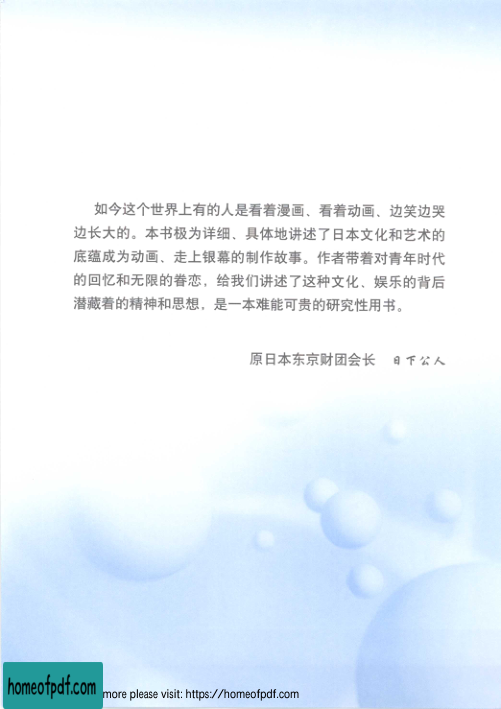 如今这个世界上有的人是看着漫画、看着动画、边笑边哭
边长大的。本书极为详细、具体地讲述了日本文化和艺术的
底蕴成为动画、走上银幕的制作故事。作者带着对青年时代
的回忆和无限的眷恋，给我们讲述了这种文化、娱乐的背后
潜藏着的精神和思想，是一本难能可贵的研究性用书。
原日本东京财团会长 日下公人
homeofpdf.com
more please visit: https://homeofpdf.com